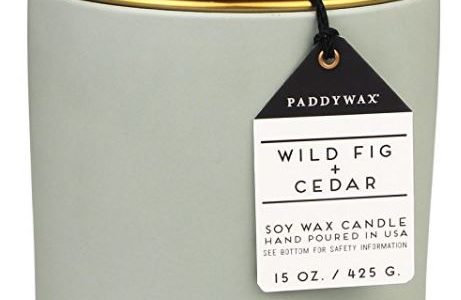 PADDYWAX®
WILD FIG
+
CEDAR
SOY WAX CANDLE
HAND POURED IN USA
SEE BOTTOM FOR SAFETY INFORMATION
15 OZ. / 425 G.